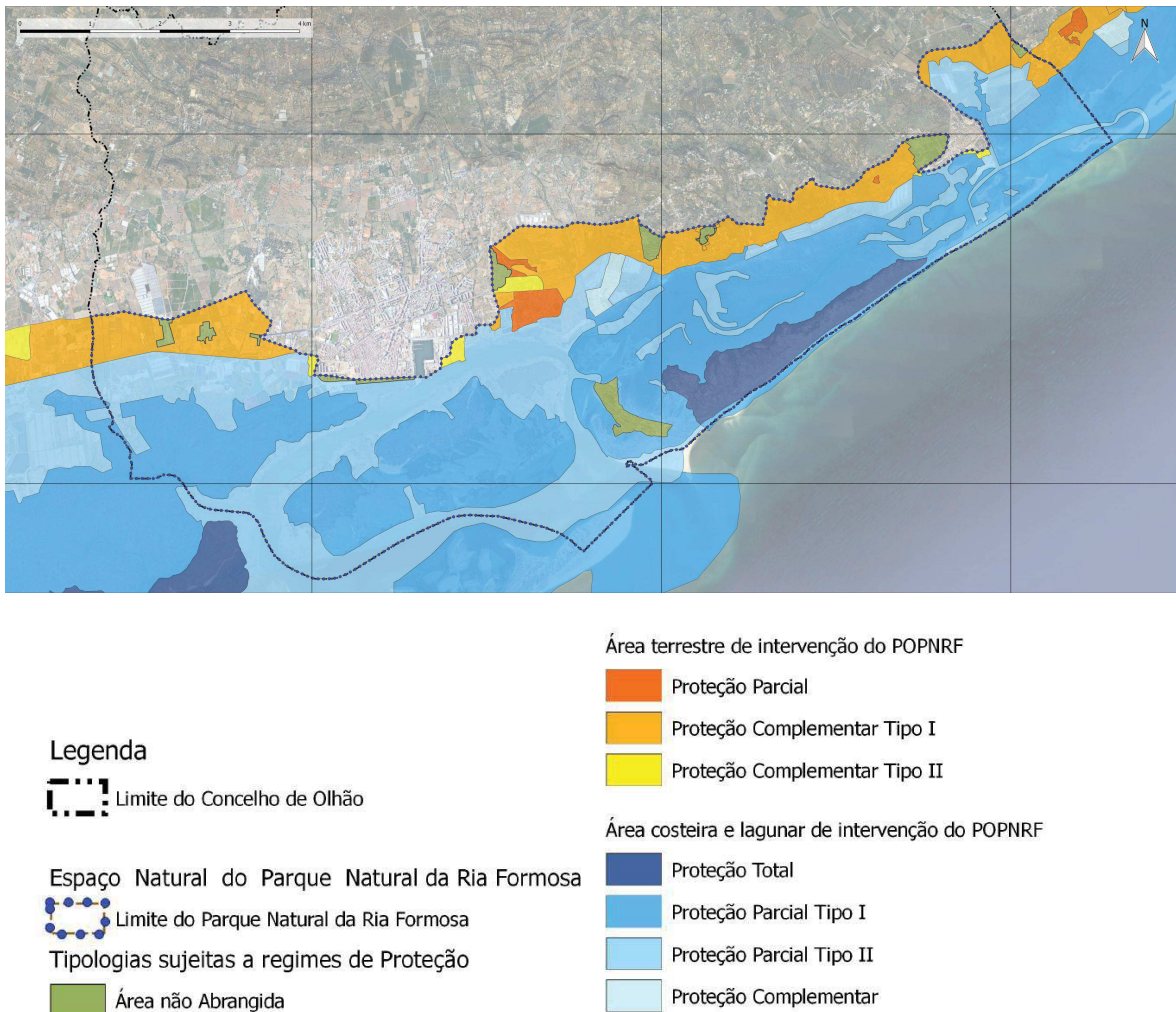 0 1 2 3 4 km
N
Legenda
Limite do Concelho de Olhão
Espaço Natural do Parque Natural da Ria Formosa
Limite do Parque Natural da Ria Formosa
Tipologias sujeitas a regimes de Proteção
Área não Abrangida
Área terrestre de intervenção do POPNRF
Proteção Parcial
Proteção Complementar Tipo I
Proteção Complementar Tipo II
Área costeira e lagunar de intervenção do POPNRF
Proteção Total
Proteção Parcial Tipo I
Proteção Parcial Tipo II
Proteção Complementar